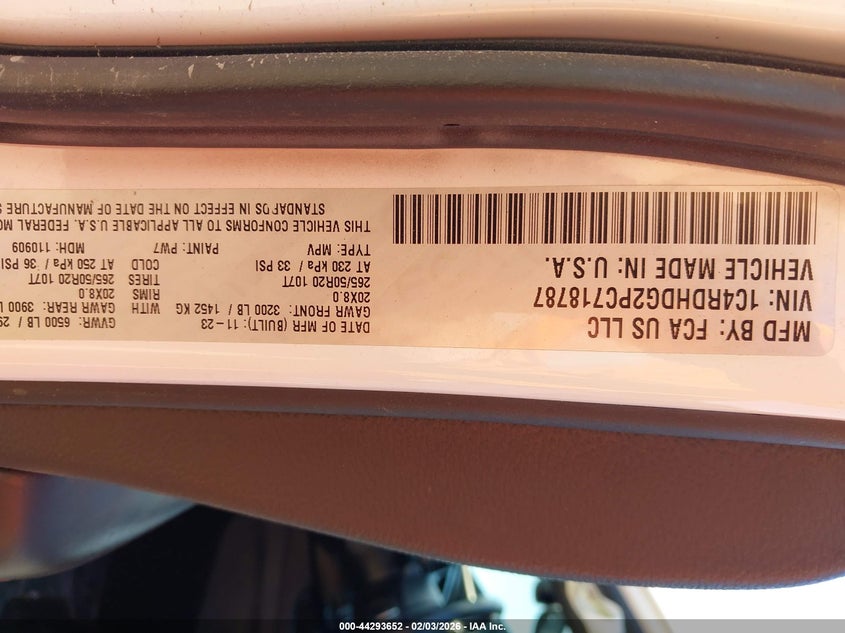 MFD BY: FCA US LLC
VIN: 1C4RDHDG2PC718787
VEHICLE MADE IN: U.S.A.
DATE OF MFR (BUILT): 11-23 GVWR: 6500 LB / 29
GAWR FRONT: 3200 LB / 1452 KG WITH GAWR REAR: 3900 L
20X8.0 RIMS 20X8.0
265/50R20 107T TIRES 265/50R20 107T
AT 230 kPa / 33 PSI COLD AT 250 kPa / 36 PSI
TYPE: MPV PAINT: PW7 MDH: 110909
THIS VEHICLE CONFORMS TO ALL APPLICABLE U.S.A. FEDERAL MO
STANDARDS IN EFFECT ON THE DATE OF MANUFACTURE S
000-44293652 - 02/03/2026 - IAA Inc.